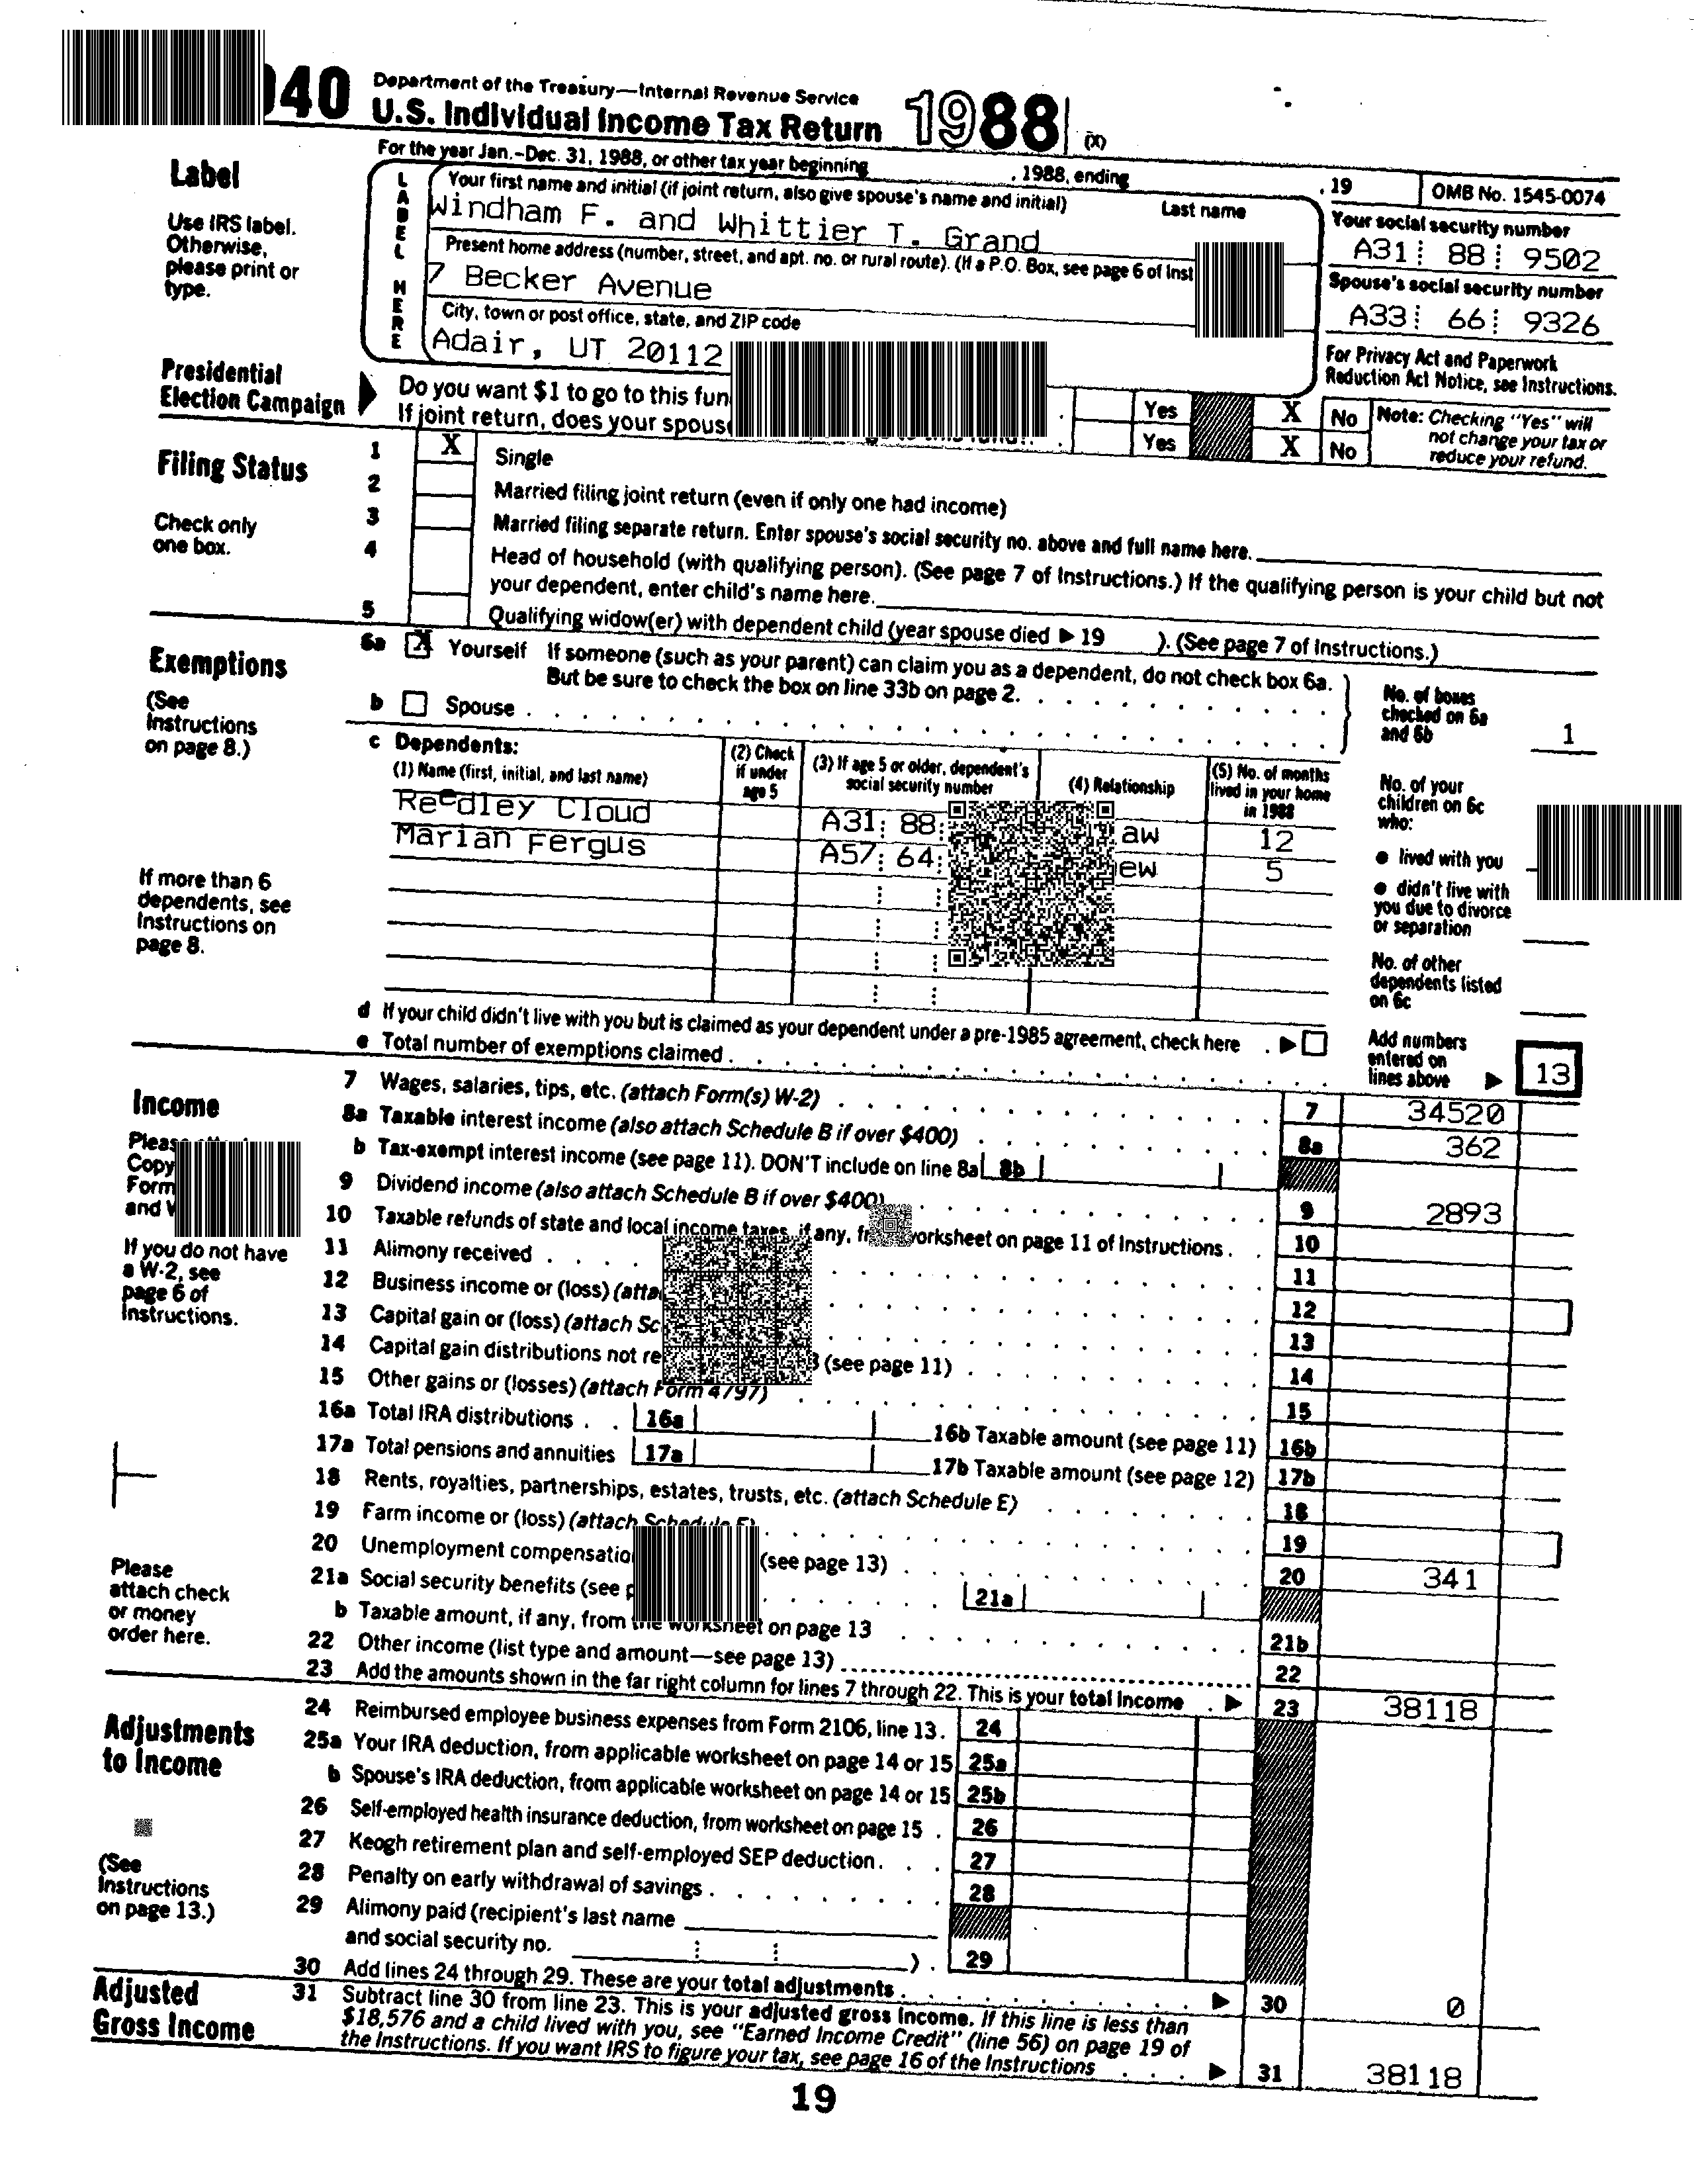 040 Department of the Treasury—Internal Revenue Service
U.S. Individual Income Tax Return 1988 (X)
For the year Jan.-Dec. 31, 1988, or other tax year beginning , 1988, ending , 19 OMB No. 1545-0074
Label
Use IRS label.
Otherwise,
please print or
type.
LABEL HERE
Your first name and initial (if joint return, also give spouse's name and initial) Last name
Windham F. and Whittier T. Grand
Your social security number
A31 88 9502
Present home address (number, street, and apt. no. or rural route). (If a P.O. Box, see page 6 of Inst
7 Becker Avenue
Spouse's social security number
A33 66 9326
City, town or post office, state, and ZIP code
Adair, UT 20112
For Privacy Act and Paperwork
Reduction Act Notice, see Instructions.
Presidential
Election Campaign
Do you want $1 to go to this fun Yes X No
If joint return, does your spous Yes X No
Note: Checking "Yes" will
not change your tax or
reduce your refund.
Filing Status
Check only
one box.
1 X Single
2 Married filing joint return (even if only one had income)
3 Married filing separate return. Enter spouse's social security no. above and full name here.
4 Head of household (with qualifying person). (See page 7 of Instructions.) If the qualifying person is your child but not
your dependent, enter child's name here.
5 Qualifying widow(er) with dependent child (year spouse died ▶ 19 ). (See page 7 of Instructions.)
Exemptions
(See
Instructions
on page 8.)
6a X Yourself If someone (such as your parent) can claim you as a dependent, do not check box 6a.
But be sure to check the box on line 33b on page 2.
b Spouse
No. of boxes
checked on 6a
and 6b 1
c Dependents:
(1) Name (first, initial, and last name)
(2) Check
if under
age 5
(3) If age 5 or older, dependent's
social security number
(4) Relationship
(5) No. of months
lived in your home
in 1988
Reedley Cloud A31 88 aw 12
Marian Fergus A57 64 ew 5
If more than 6
dependents, see
Instructions on
page 8.
No. of your
children on 6c
who:
● lived with you
● didn't live with
you due to divorce
or separation
No. of other
dependents listed
on 6c
d If your child didn't live with you but is claimed as your dependent under a pre-1985 agreement, check here ▶
e Total number of exemptions claimed
Add numbers
entered on
lines above ▶ 13
Income
Copy
Form
and
If you do not have
a W-2, see
page 6 of
Instructions.
Please
attach check
or money
order here.
7 Wages, salaries, tips, etc. (attach Form(s) W-2) 7 34520
8a Taxable interest income (also attach Schedule B if over $400) 8a 362
b Tax-exempt interest income (see page 11). DON'T include on line 8a 8b
9 Dividend income (also attach Schedule B if over $400) 9 2893
10 Taxable refunds of state and local income taxes, if any, worksheet on page 11 of Instructions. 10
11 Alimony received 11
12 Business income or (loss) (atta 12
13 Capital gain or (loss) (attach Sc 13
14 Capital gain distributions not re (see page 11) 14
15 Other gains or (losses) (attach Form 4797) 15
16a Total IRA distributions 16a 16b Taxable amount (see page 11) 16b
17a Total pensions and annuities 17a 17b Taxable amount (see page 12) 17b
18 Rents, royalties, partnerships, estates, trusts, etc. (attach Schedule E) 18
19 Farm income or (loss) (attach Schedule F) 19
20 Unemployment compensatio (see page 13) 20 341
21a Social security benefits (see 21a
b Taxable amount, if any, from the worksheet on page 13 21b
22 Other income (list type and amount—see page 13) 22
23 Add the amounts shown in the far right column for lines 7 through 22. This is your total income ▶ 23 38118
Adjustments
to Income
(See
Instructions
on page 13.)
24 Reimbursed employee business expenses from Form 2106, line 13. 24
25a Your IRA deduction, from applicable worksheet on page 14 or 15 25a
b Spouse's IRA deduction, from applicable worksheet on page 14 or 15 25b
26 Self-employed health insurance deduction, from worksheet on page 15 26
27 Keogh retirement plan and self-employed SEP deduction 27
28 Penalty on early withdrawal of savings 28
29 Alimony paid (recipient's last name
and social security no. ). 29
30 Add lines 24 through 29. These are your total adjustments ▶ 30 0
Adjusted
Gross Income
31 Subtract line 30 from line 23. This is your adjusted gross income. If this line is less than
$18,576 and a child lived with you, see "Earned Income Credit" (line 56) on page 19 of
the Instructions. If you want IRS to figure your tax, see page 16 of the Instructions ▶ 31 38118
19